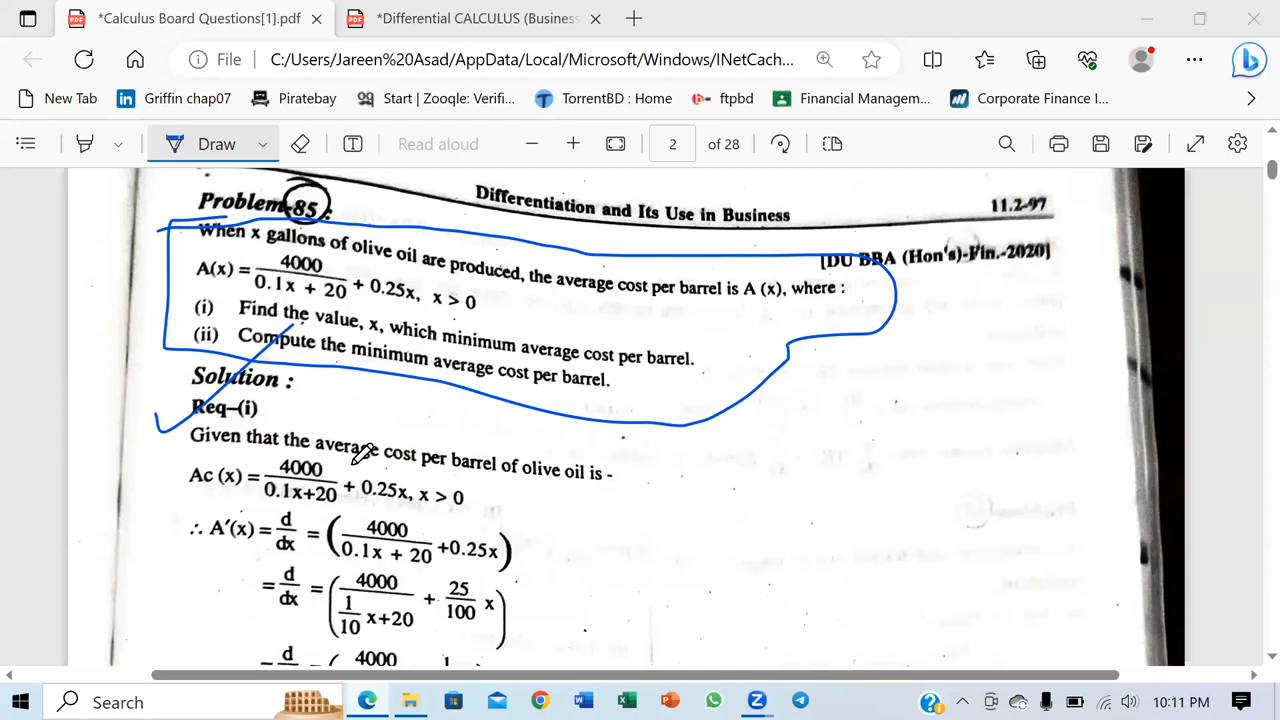 *Calculus Board Questions[1].pdf
*Differential CALCULUS (Business
File
C:/Users/Jareen%20Asad/AppData/Local/Microsoft/Windows/INetCach...
New Tab
Griffin chap07
Piratebay
Start | Zooqle: Verifi...
TorrentBD : Home
ftpbd
Financial Managem...
Corporate Finance I...
Draw
Read aloud
2
of 28
Differentiation and Its Use in Business
11.2-97
Problem-85 :
[DU BBA (Hon's)-Fin.-2020]
When x gallons of olive oil are produced, the average cost per barrel is A (x), where :
A(x) = 4000/0.1x + 20 + 0.25x, x > 0
(i) Find the value, x, which minimum average cost per barrel.
(ii) Compute the minimum average cost per barrel.
Solution :
Req–(i)
Given that the average cost per barrel of olive oil is -
Ac (x) = 4000/0.1x+20 + 0.25x, x > 0
∴ A′(x) = d/dx = (4000/0.1x + 20 +0.25x)
= d/dx = (4000/1/10 x+20 + 25/100 x)
= d = ( 4000
Search
10:11 PM